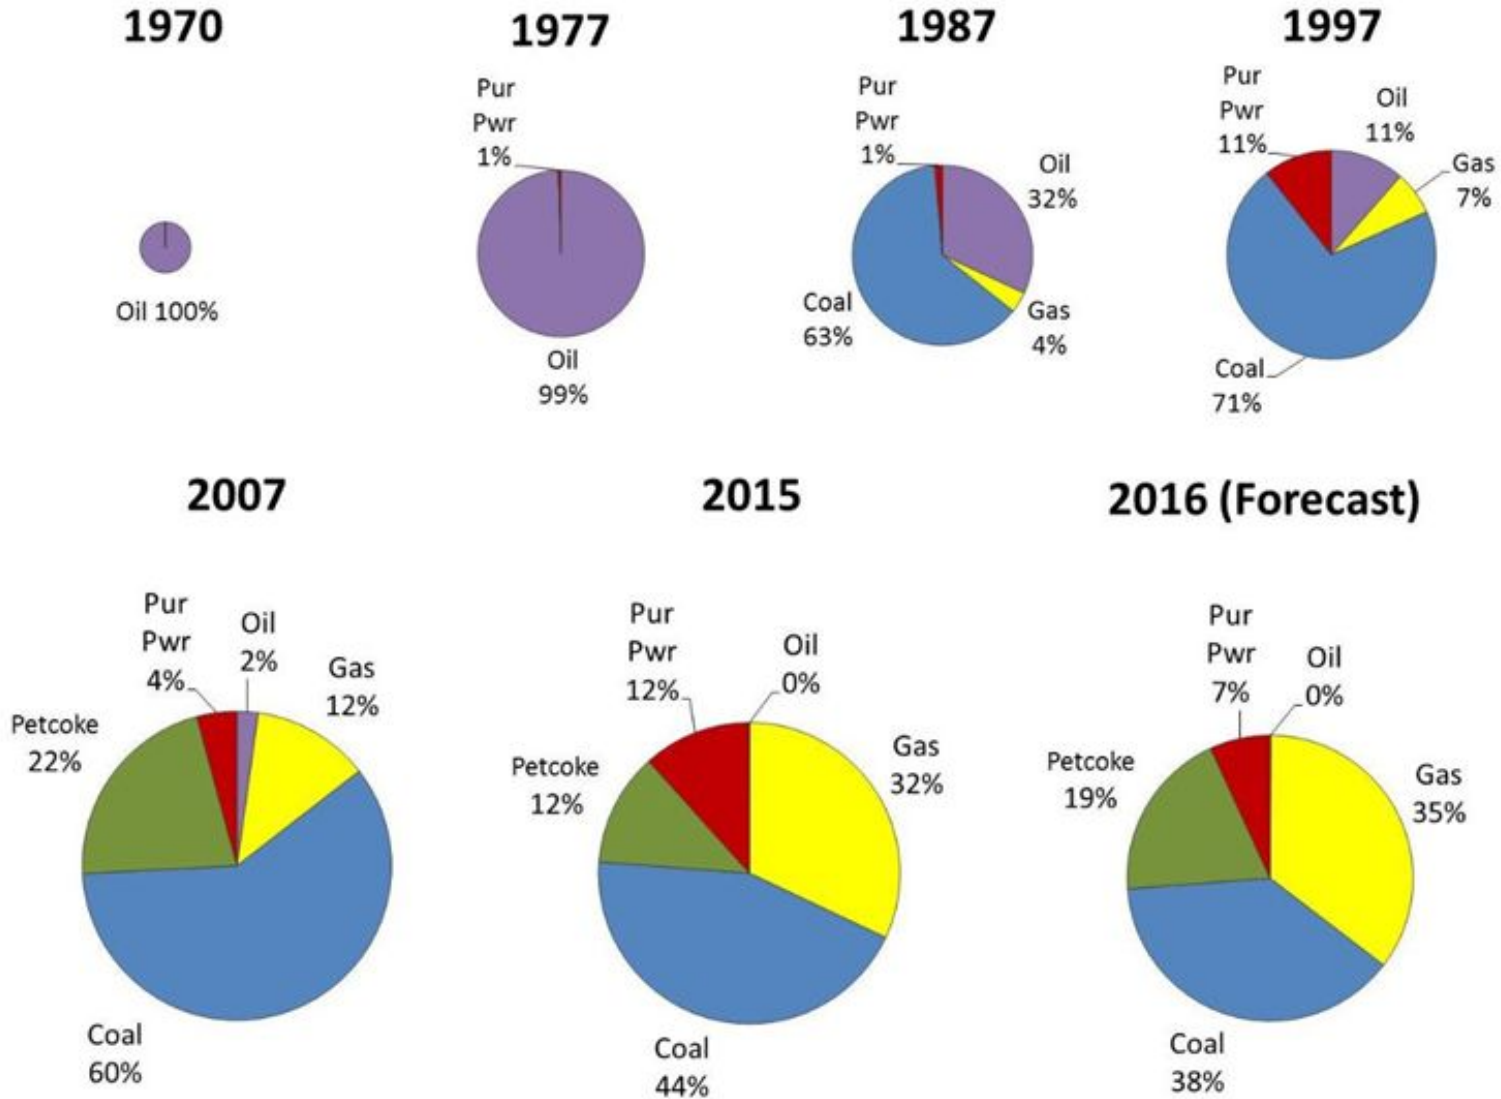 1970
1977
1987
1997
Oil 100%
Pur
Pwr
1%
Oil
99%
Pur
Pwr
1%
Oil
32%
Gas
4%
Coal
63%
Pur
Pwr
11%
Oil
11%
Gas
7%
Coal
71%
2007
2015
2016 (Forecast)
Pur
Pwr
4%
Oil
2%
Gas
12%
Petcoke
22%
Coal
60%
Pur
Pwr
12%
Oil
0%
Gas
32%
Petcoke
12%
Coal
44%
Pur
Pwr
7%
Oil
0%
Gas
35%
Petcoke
19%
Coal
38%